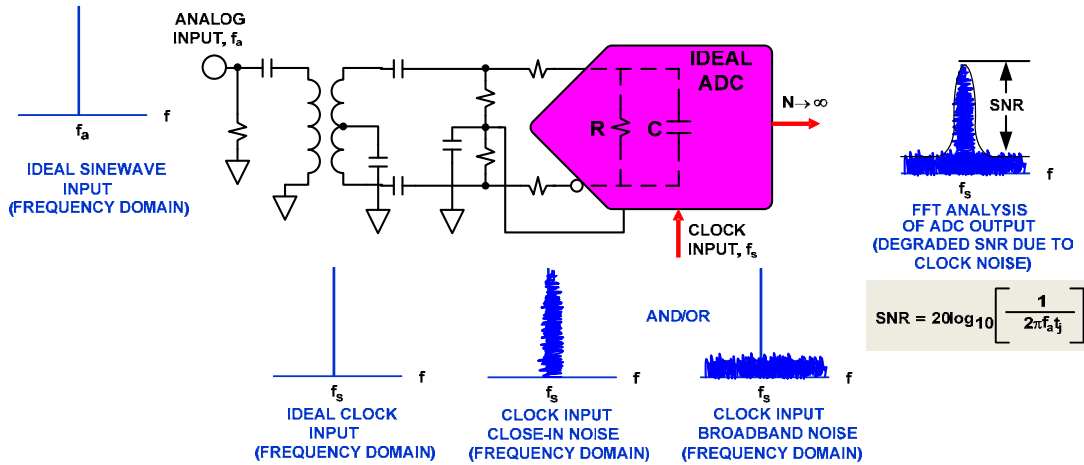 ANALOG
INPUT, fa
f
fa
IDEAL SINEWAVE
INPUT
(FREQUENCY DOMAIN)
IDEAL
ADC
R
C
N→∞
CLOCK
INPUT, fs
SNR
f
fs
FFT ANALYSIS
OF ADC OUTPUT
(DEGRADED SNR DUE TO
CLOCK NOISE)
SNR = 20log10[1 / 2πfatj]
f
fs
IDEAL CLOCK
INPUT
(FREQUENCY DOMAIN)
f
fs
CLOCK INPUT
CLOSE-IN NOISE
(FREQUENCY DOMAIN)
AND/OR
f
fs
CLOCK INPUT
BROADBAND NOISE
(FREQUENCY DOMAIN)